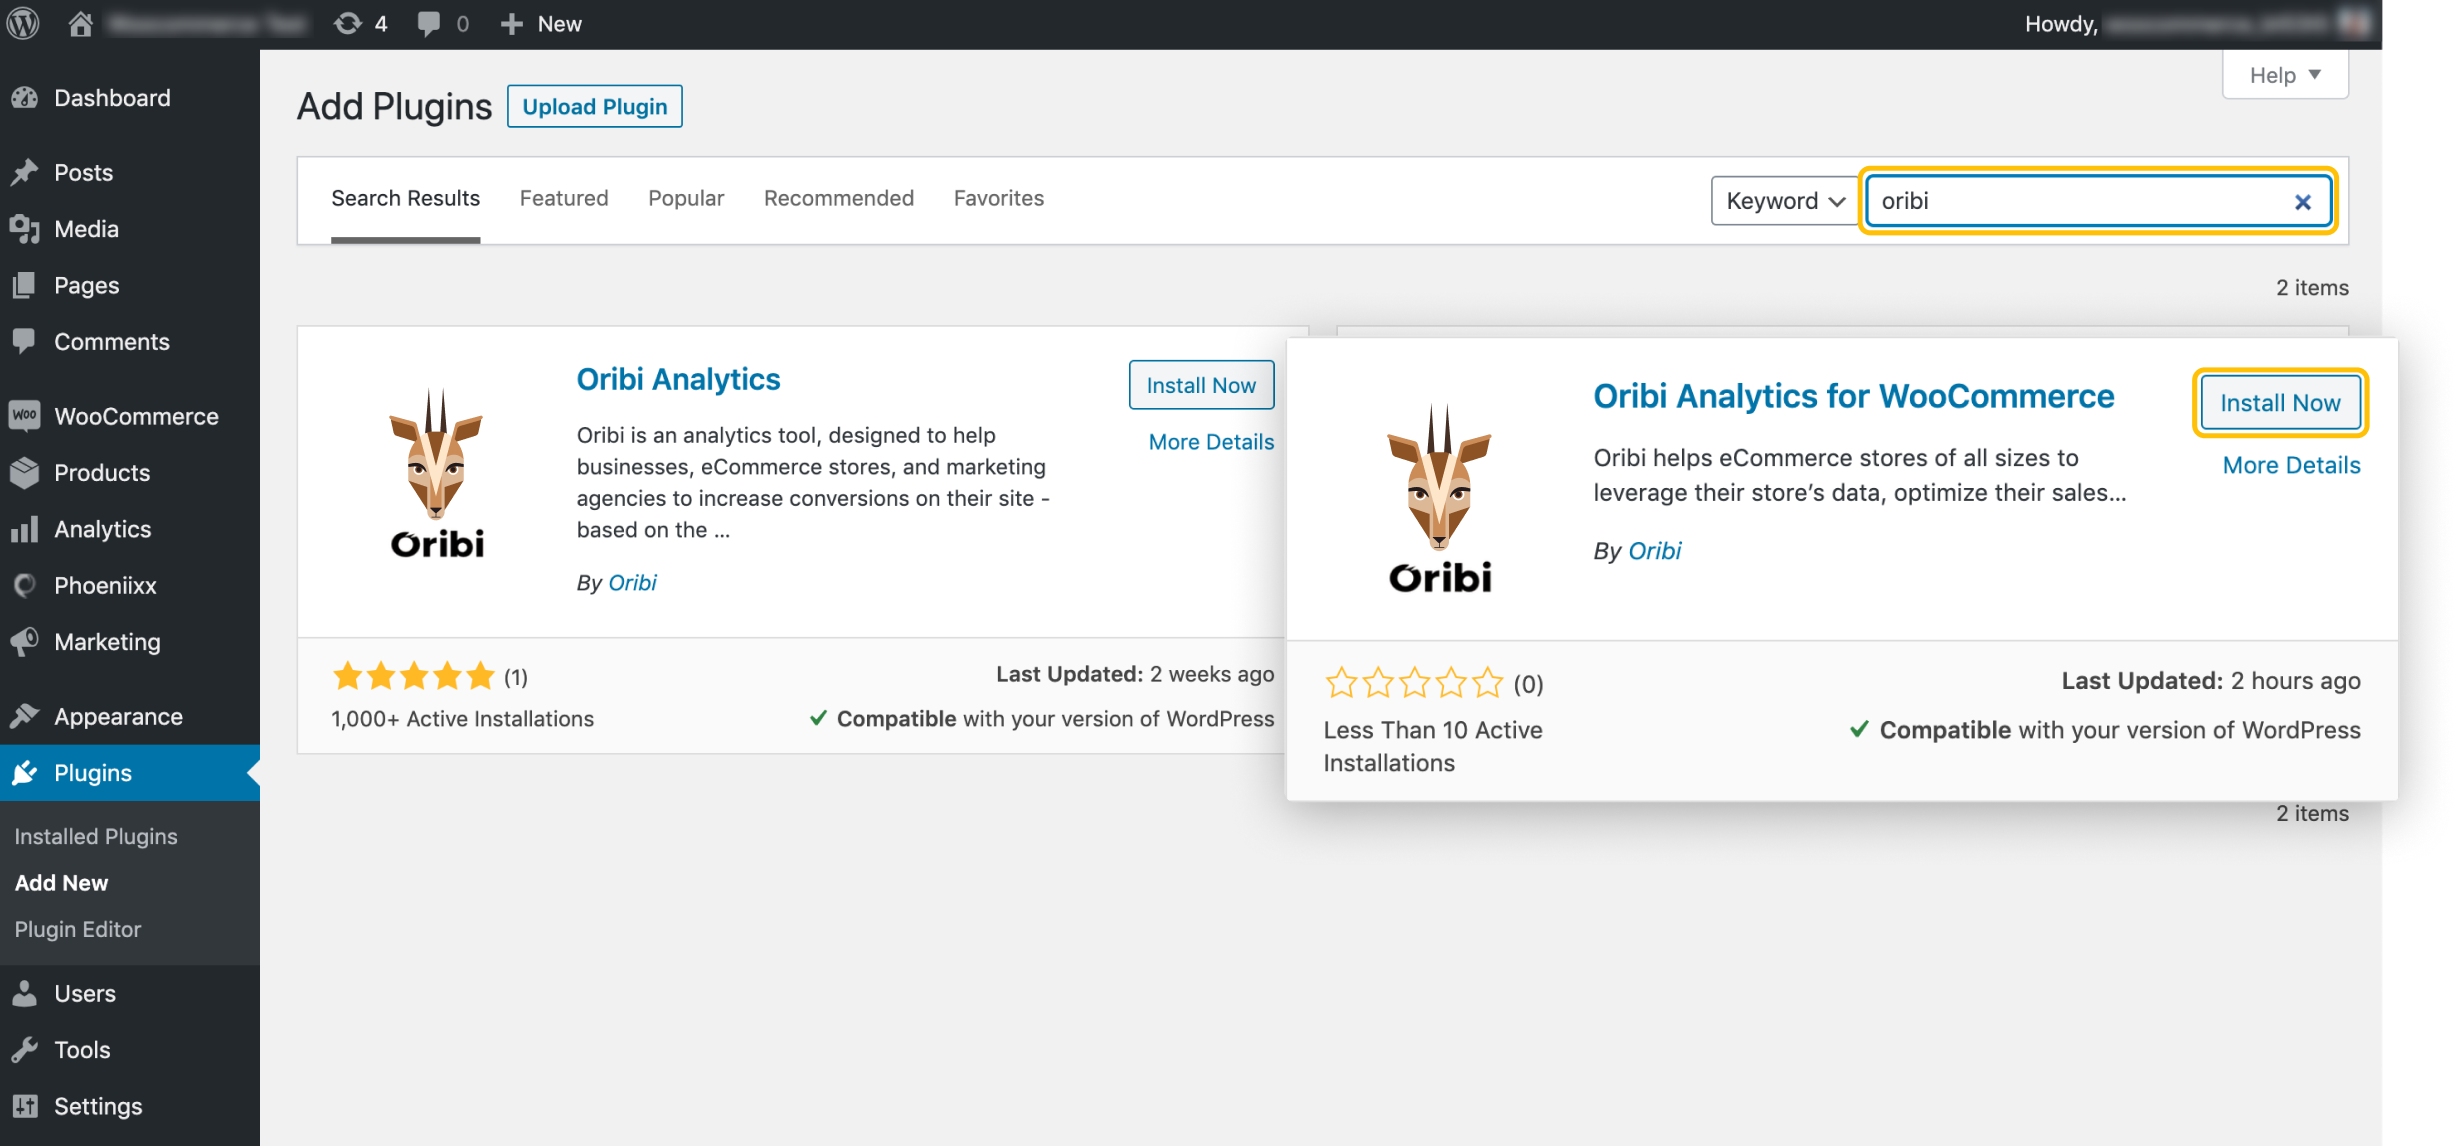 4
0
New
Howdy,
Dashboard
Posts
Media
Pages
Comments
Woo
WooCommerce
Products
Analytics
Phoeniixx
Marketing
Appearance
Plugins
Installed Plugins
Add New
Plugin Editor
Users
Tools
Settings
Help
Add Plugins
Upload Plugin
Search Results
Featured
Popular
Recommended
Favorites
Keyword
oribi
2 items
Oribi
Oribi Analytics
Install Now
More Details
Oribi is an analytics tool, designed to help
businesses, eCommerce stores, and marketing
agencies to increase conversions on their site -
based on the ...
By Oribi
(1)
Last Updated: 2 weeks ago
1,000+ Active Installations
Compatible with your version of WordPress
Oribi
Oribi Analytics for WooCommerce
Install Now
More Details
Oribi helps eCommerce stores of all sizes to
leverage their store’s data, optimize their sales...
By Oribi
(0)
Last Updated: 2 hours ago
Less Than 10 Active
Installations
Compatible with your version of WordPress
2 items